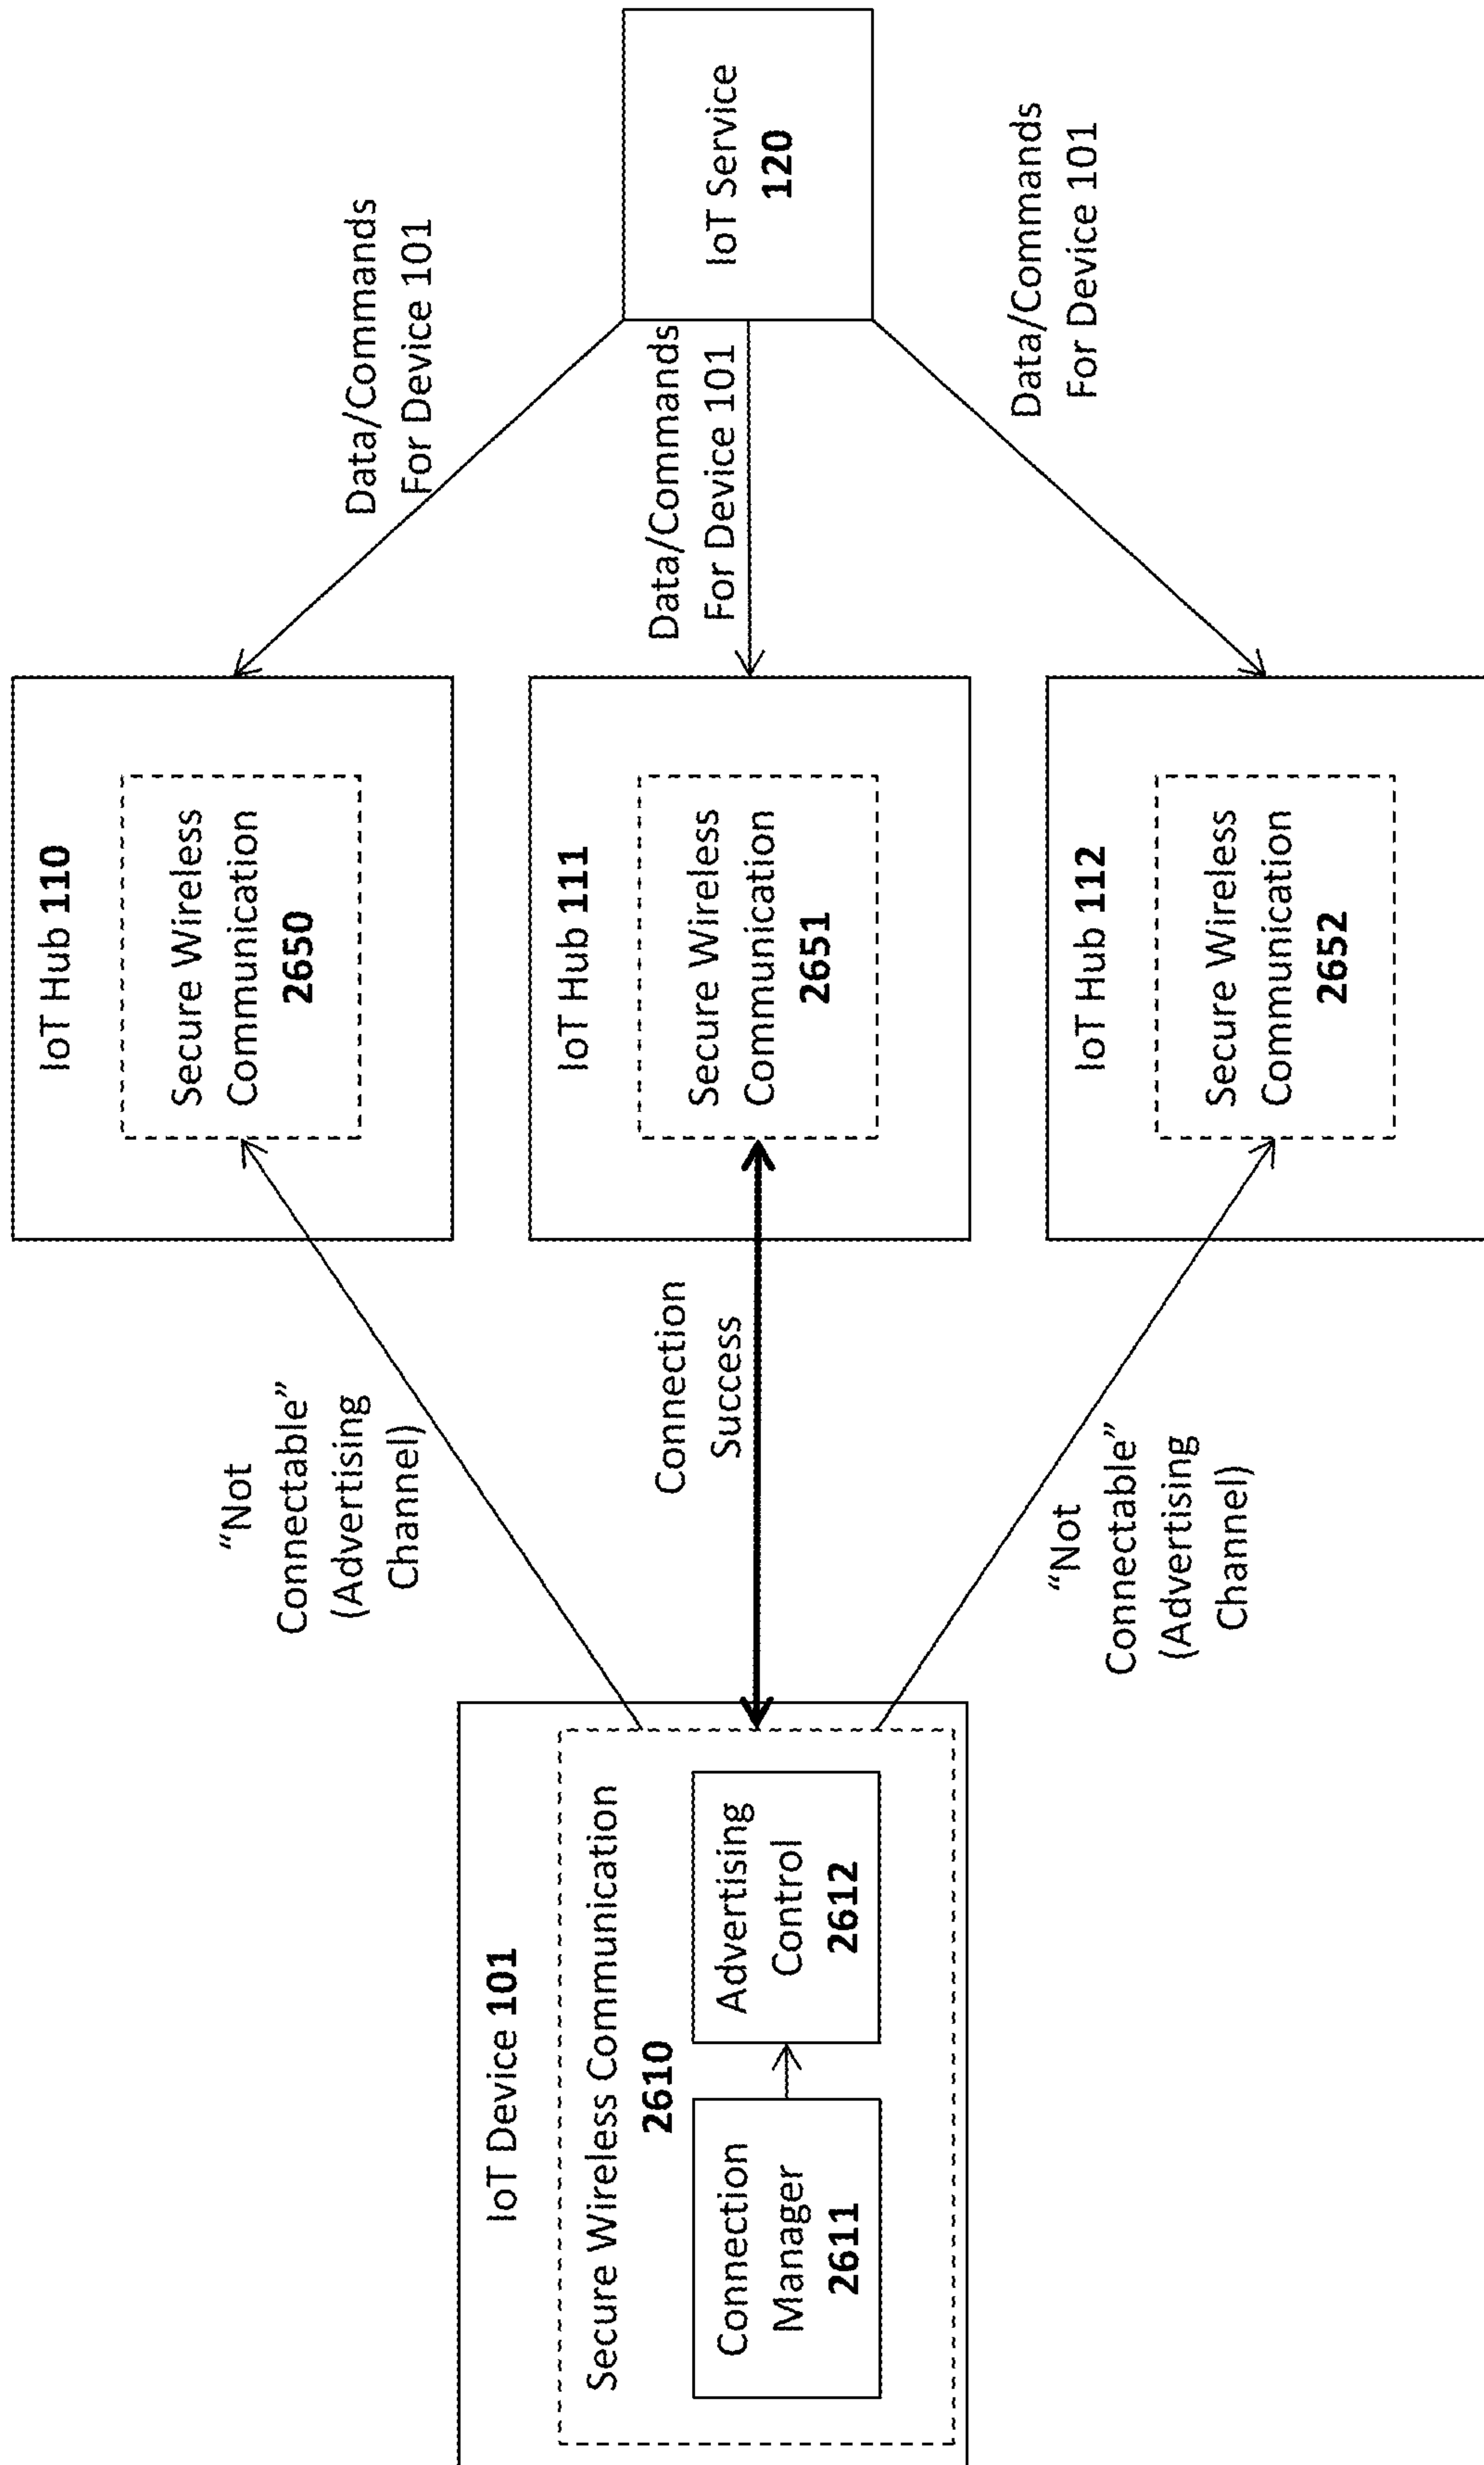 IoT Device 101
Secure Wireless Communication
2610
Connection
Manager
2611
Advertising
Control
2612
“Not
Connectable”
(Advertising
Channel)
Connection
Success
“Not
Connectable”
(Advertising
Channel)
IoT Hub 110
Secure Wireless
Communication
2650
IoT Hub 111
Secure Wireless
Communication
2651
IoT Hub 112
Secure Wireless
Communication
2652
Data/Commands
For Device 101
Data/Commands
For Device 101
Data/Commands
For Device 101
IoT Service
120